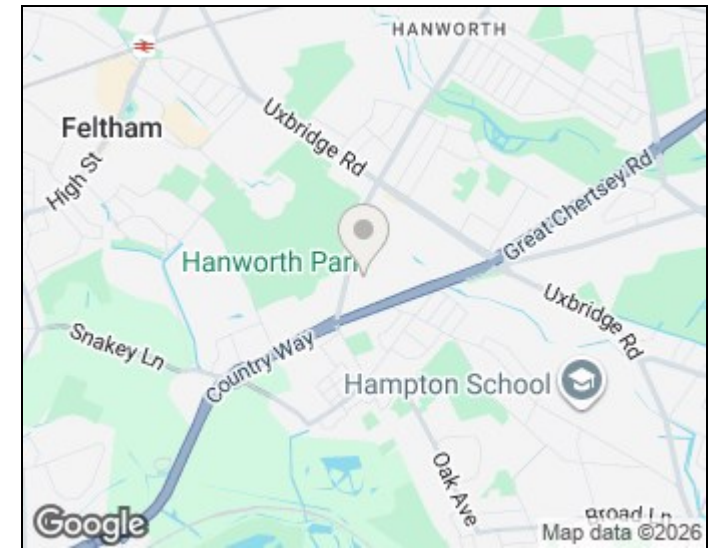 HANWORTH
Feltham
Uxbridge Rd
High St
Great Chertsey Rd
Hanworth Park
Uxbridge Rd
Snakey Ln
Country Way
Hampton School
Oak Ave
Broad Ln
Google
Map data ©2026